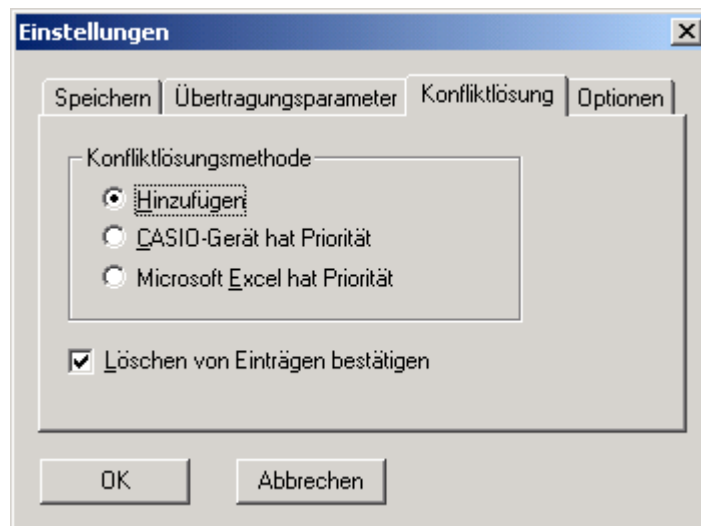 Einstellungen
Speichern Übertragungsparameter Konfliktlösung Optionen
Konfliktlösungsmethode
Hinzufügen
CASIO-Gerät hat Priorität
Microsoft Excel hat Priorität
Löschen von Einträgen bestätigen
OK Abbrechen